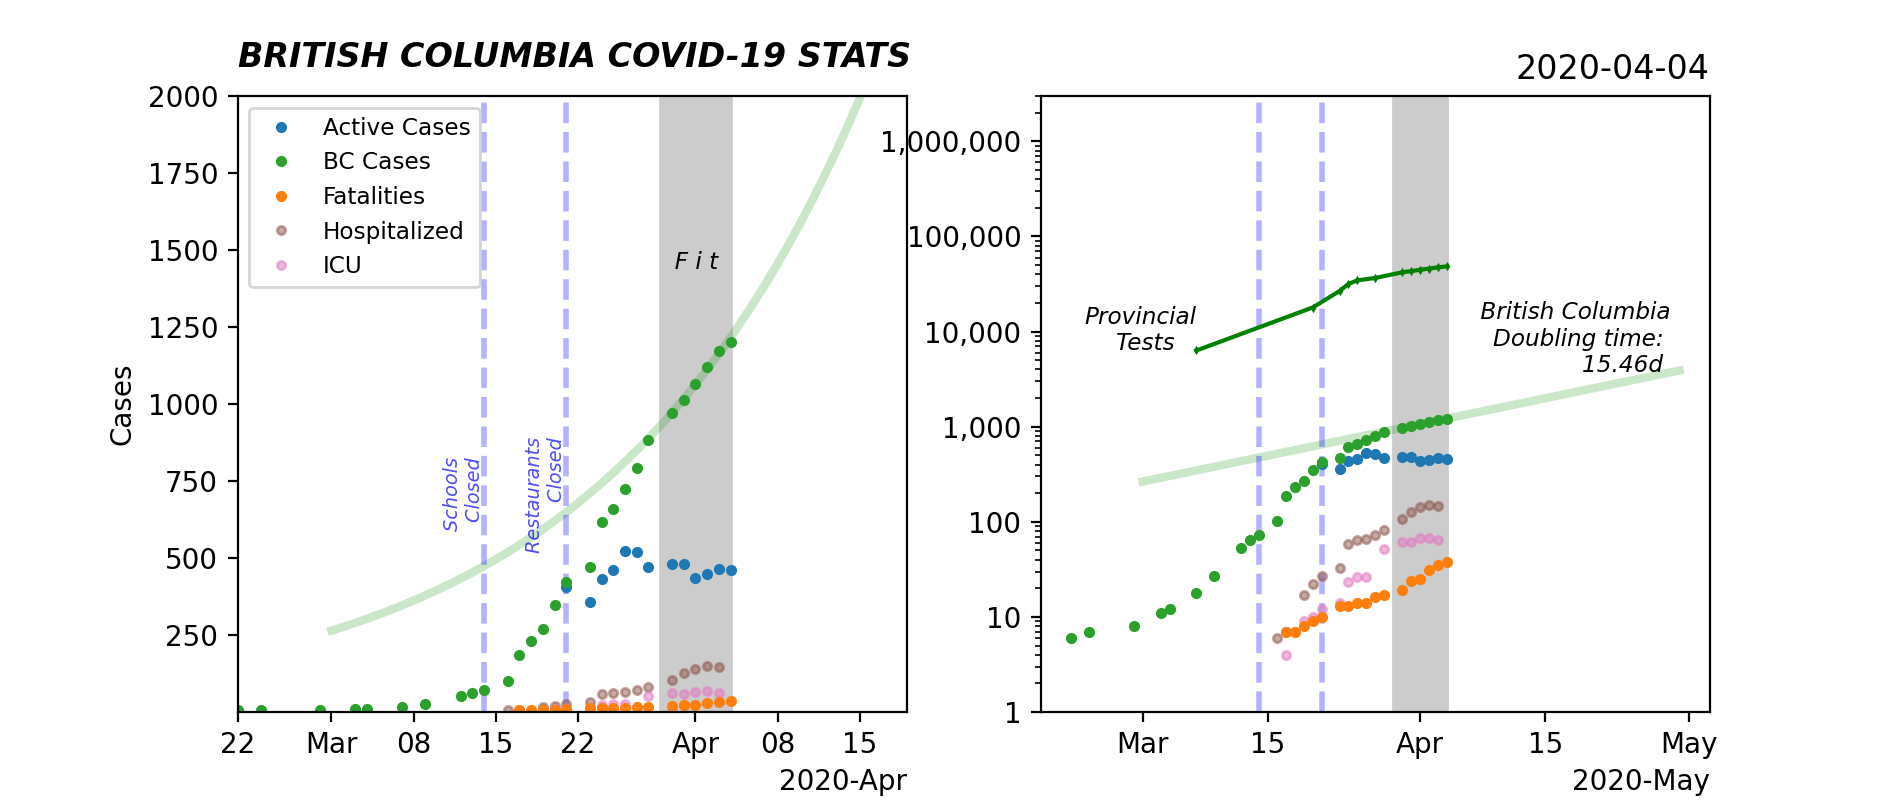 BRITISH COLUMBIA COVID-19 STATS
2020-04-04
2000
1750
1500
1250
1000
750
500
250
Cases
Active Cases
BC Cases
Fatalities
Hospitalized
ICU
F i t
Schools
Closed
Restaurants
Closed
22
Mar
08
15
22
Apr
08
15
2020-Apr
1,000,000
100,000
10,000
1,000
100
10
1
Provincial
Tests
British Columbia
Doubling time:
15.46d
Mar
15
Apr
15
May
2020-May